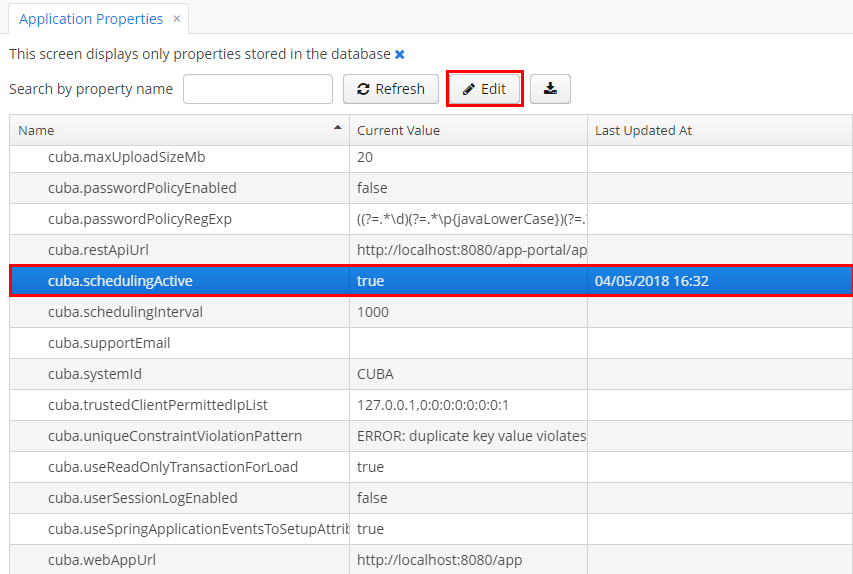 Application Properties ×
This screen displays only properties stored in the database ×
Search by property name Refresh Edit
Name Current Value Last Updated At
cuba.maxUploadSizeMb 20
cuba.passwordPolicyEnabled false
cuba.passwordPolicyRegExp ((?=.*\d)(?=.*\p{javaLowerCase})(?=.
cuba.restApiUrl http://localhost:8080/app-portal/ap
cuba.schedulingActive true 04/05/2018 16:32
cuba.schedulingInterval 1000
cuba.supportEmail
cuba.systemId CUBA
cuba.trustedClientPermittedIpList 127.0.0.1,0:0:0:0:0:0:0:1
cuba.uniqueConstraintViolationPattern ERROR: duplicate key value violates
cuba.useReadOnlyTransactionForLoad true
cuba.userSessionLogEnabled false
cuba.useSpringApplicationEventsToSetupAttrib true
cuba.webAppUrl http://localhost:8080/app